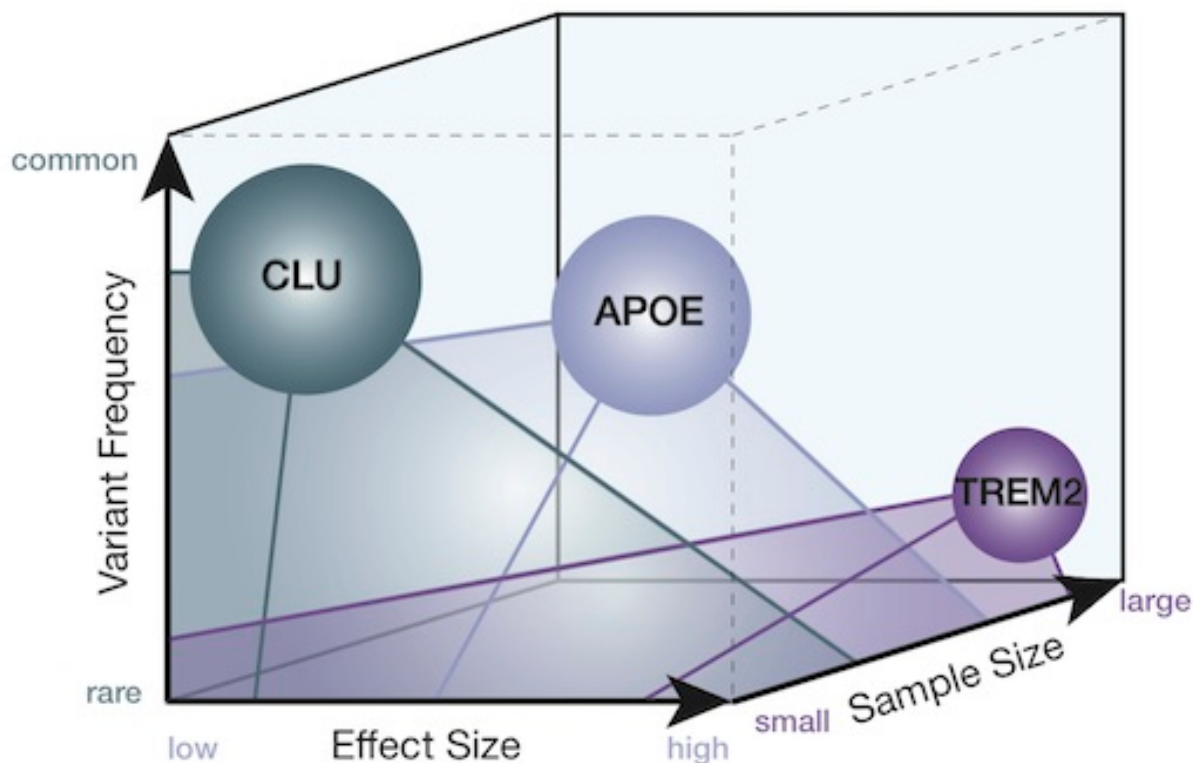 common
CLU
APOE
Variant Frequency
TREM2
large
rare
Sample Size
small
low
Effect Size
high